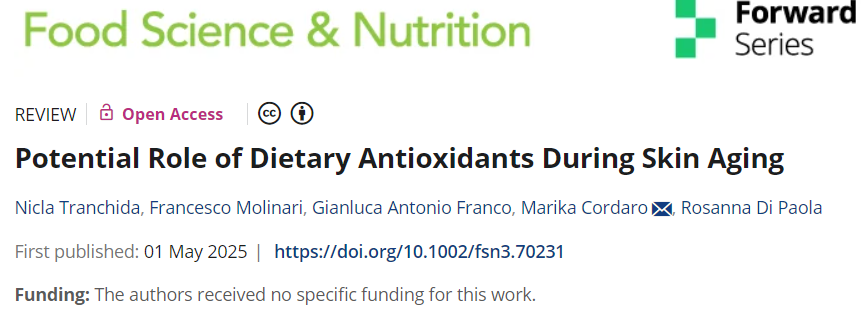 Food Science & Nutrition
Forward
Series
REVIEW Open Access cc
Potential Role of Dietary Antioxidants During Skin Aging
Nicla Tranchida, Francesco Molinari, Gianluca Antonio Franco, Marika Cordaro, Rosanna Di Paola
First published: 01 May 2025 | https://doi.org/10.1002/fsn3.70231
Funding: The authors received no specific funding for this work.